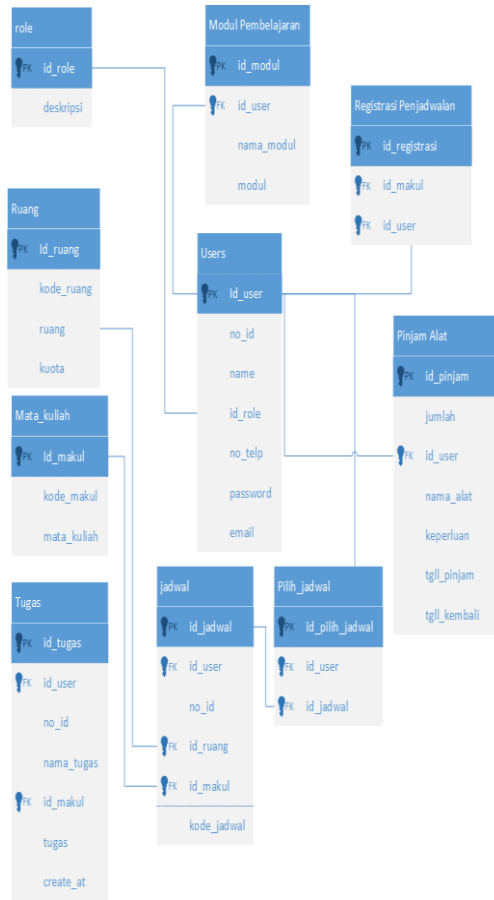 role
PK id_role
deskripsi
Modul Pembelajaran
PK id_modul
FK id_user
nama_modul
modul
Registrasi Penjadwalan
PK id_registrasi
FK id_makul
FK id_user
Ruang
PK Id_ruang
kode_ruang
ruang
kuota
Users
PK Id_user
no_id
name
id_role
no_telp
password
email
Pinjam Alat
PK id_pinjam
jumlah
FK id_user
nama_alat
keperluan
tgll_pinjam
tgll_kembali
Mata_kuliah
PK Id_makul
kode_makul
mata_kuliah
Tugas
PK id_tugas
FK id_user
no_id
nama_tugas
FK id_makul
tugas
create_at
jadwal
PK id_jadwal
FK id_user
no_id
FK id_ruang
FK id_makul
kode_jadwal
Pilih_jadwal
PK Id_pilih_jadwal
FK id_user
FK id_jadwal